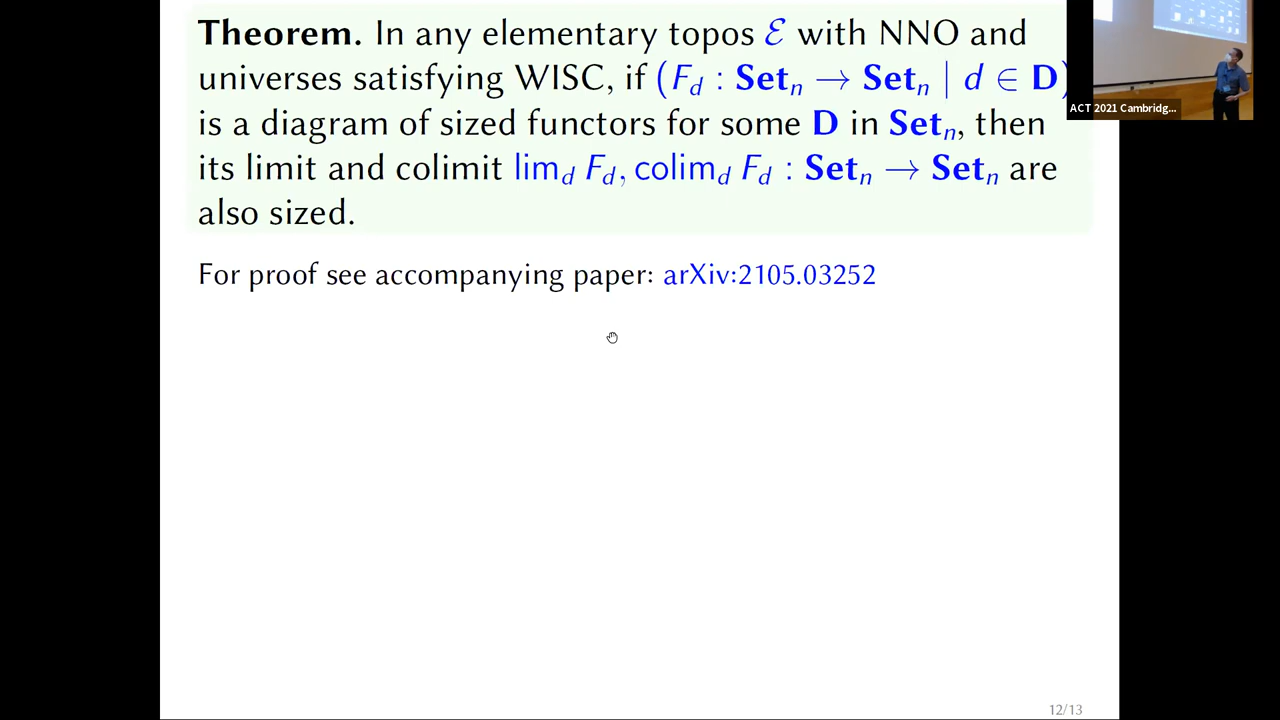 Theorem. In any elementary topos ℰ with NNO and
universes satisfying WISC, if (F_d : Set_n → Set_n | d ∈ D)
is a diagram of sized functors for some D in Set_n, then
its limit and colimit lim_d F_d, colim_d F_d : Set_n → Set_n are
also sized.
For proof see accompanying paper: arXiv:2105.03252
ACT 2021 Cambridg...
12/13